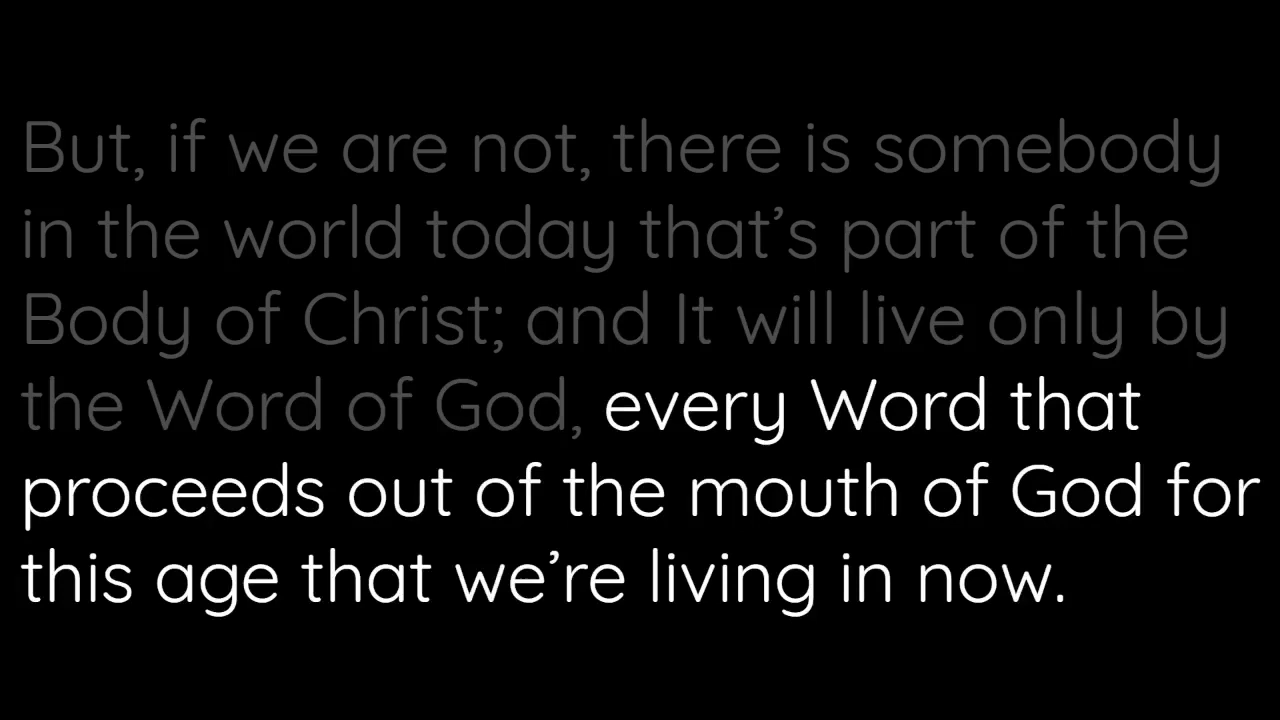 But, if we are not, there is somebody
in the world today that’s part of the
Body of Christ; and It will live only by
the Word of God, every Word that
proceeds out of the mouth of God for
this age that we’re living in now.